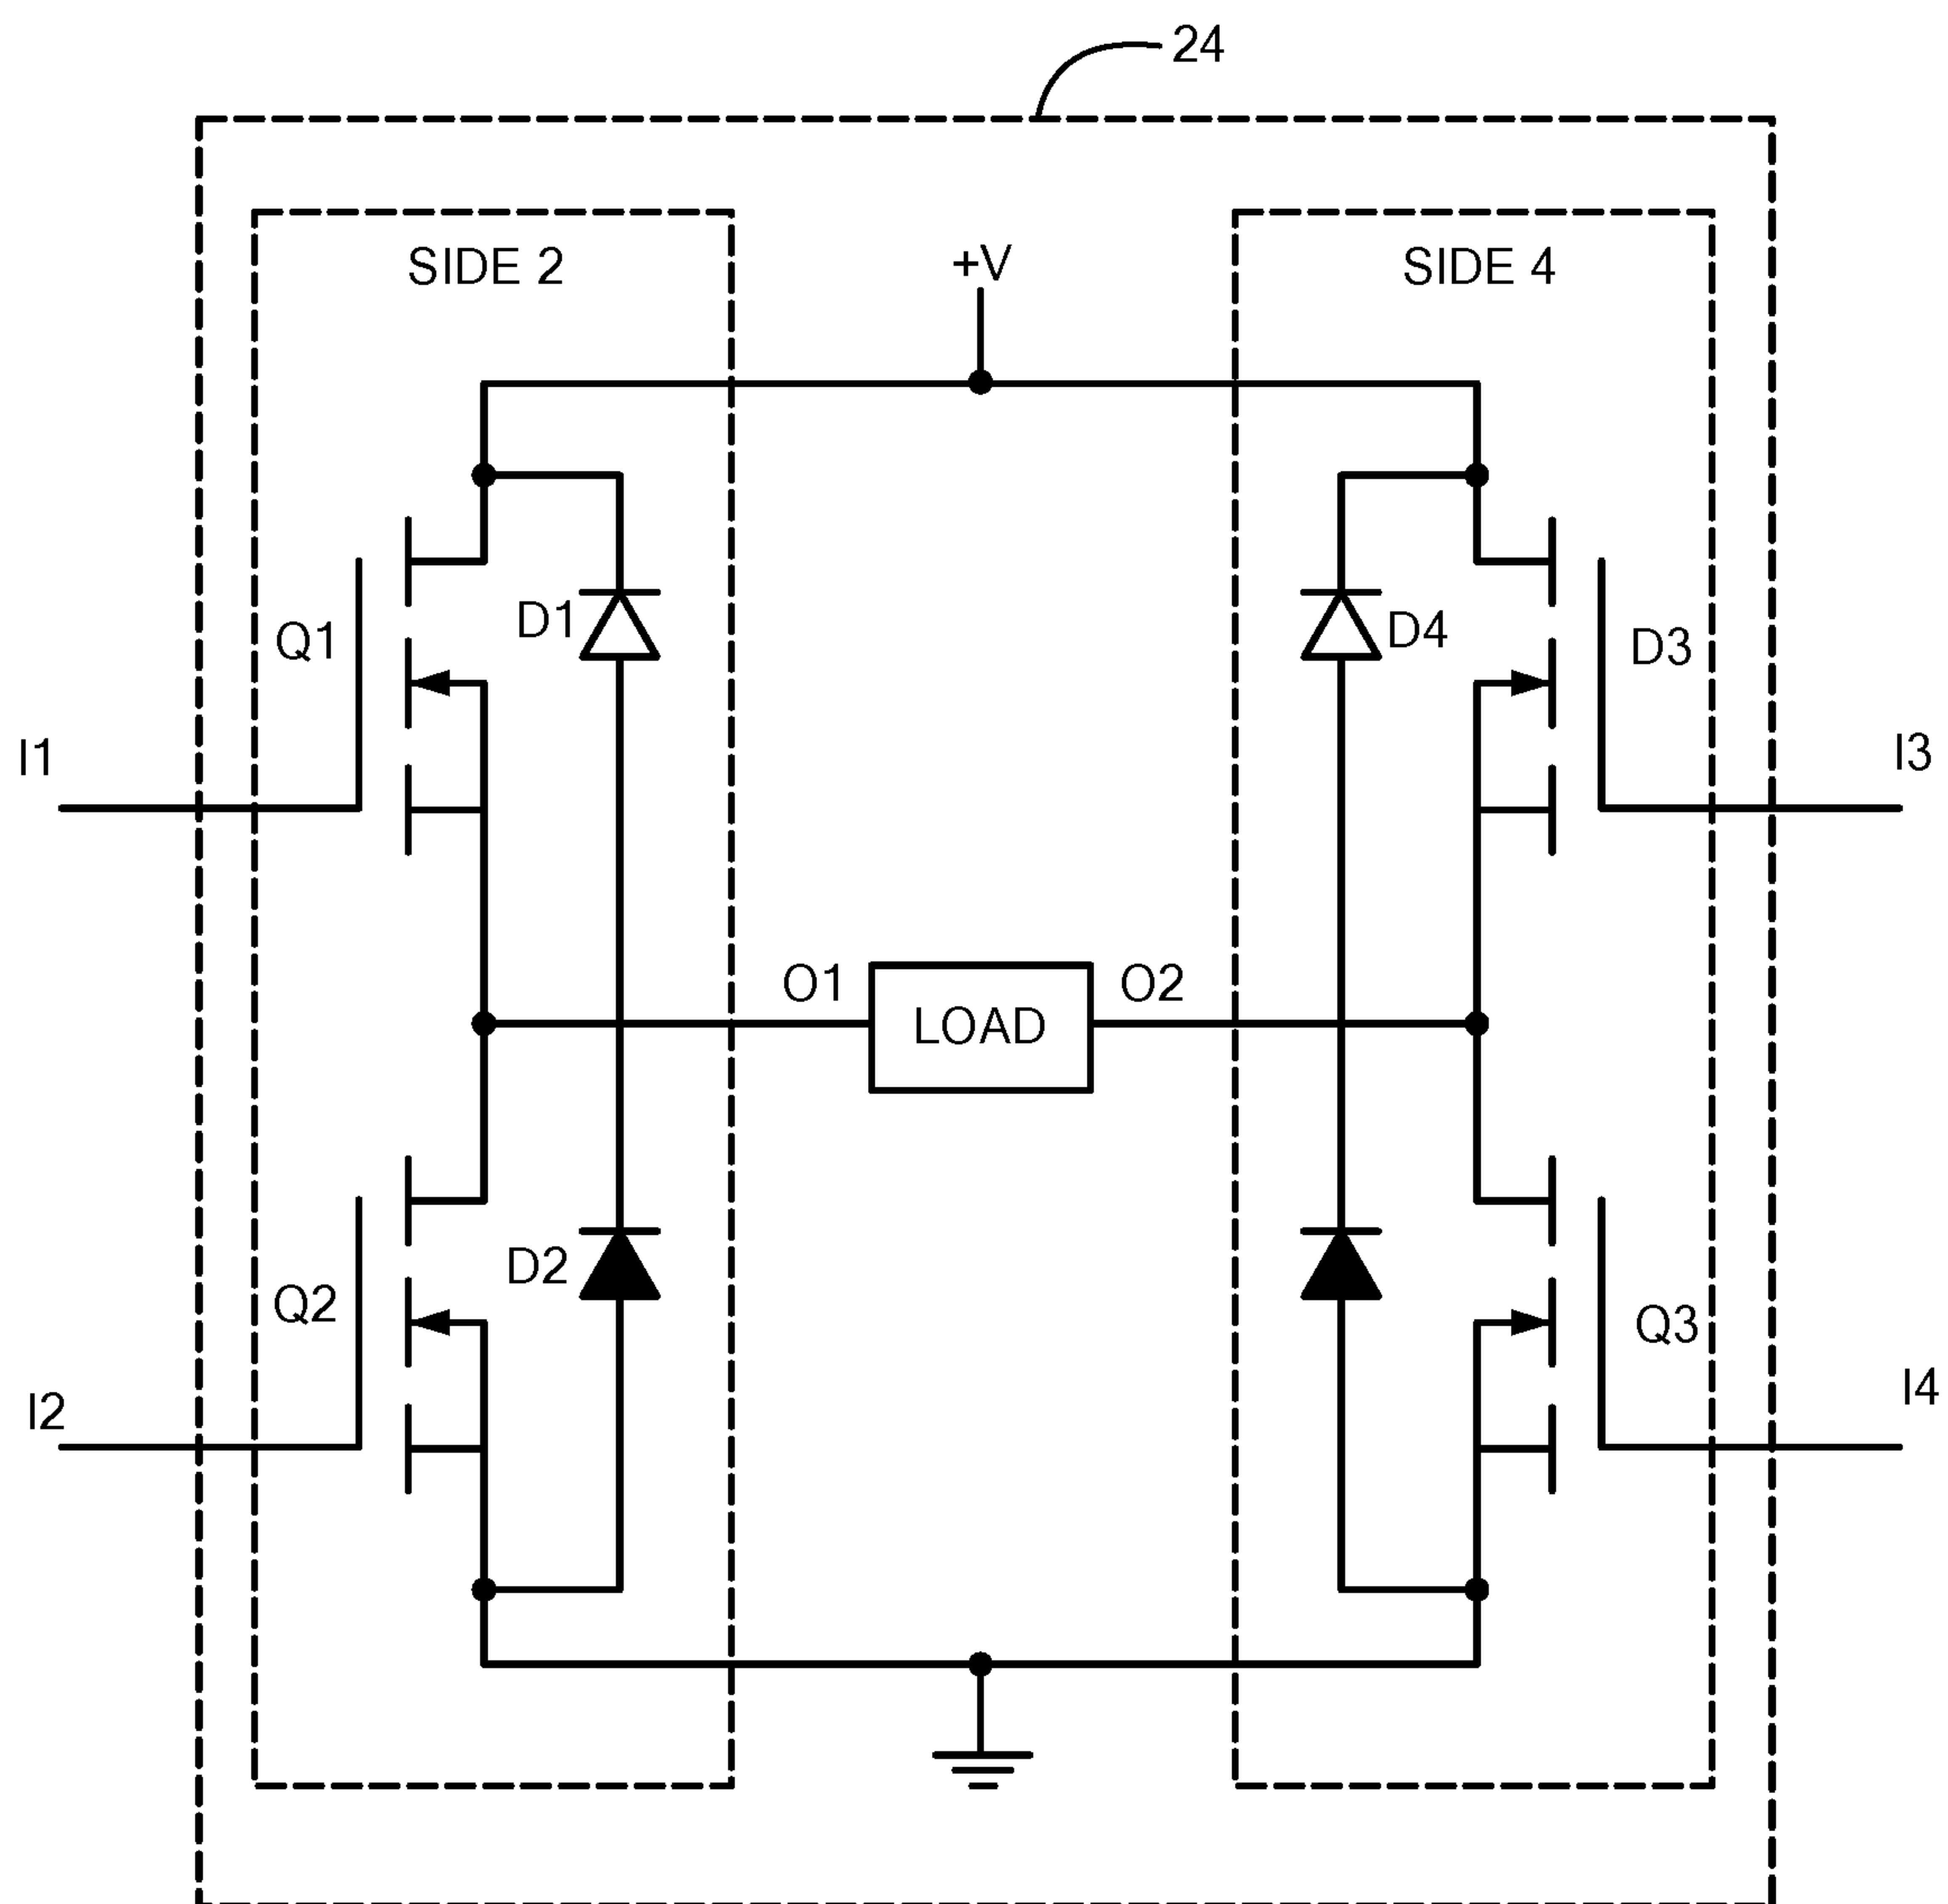 24
SIDE 2
+V
SIDE 4
D1
D4
Q1
D3
I1
I3
O1
O2
LOAD
D2
Q2
Q3
I2
I4